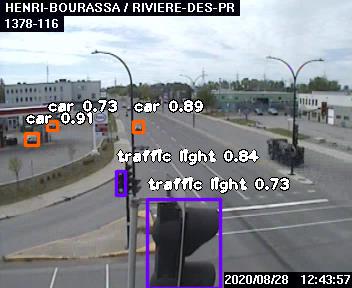 HENRI-BOURASSA / RIVIERE-DES-PR
1378-116
car 0.73
car 0.89
car 0.91
traffic light 0.84
traffic light 0.73
2020/08/28 12:43:57